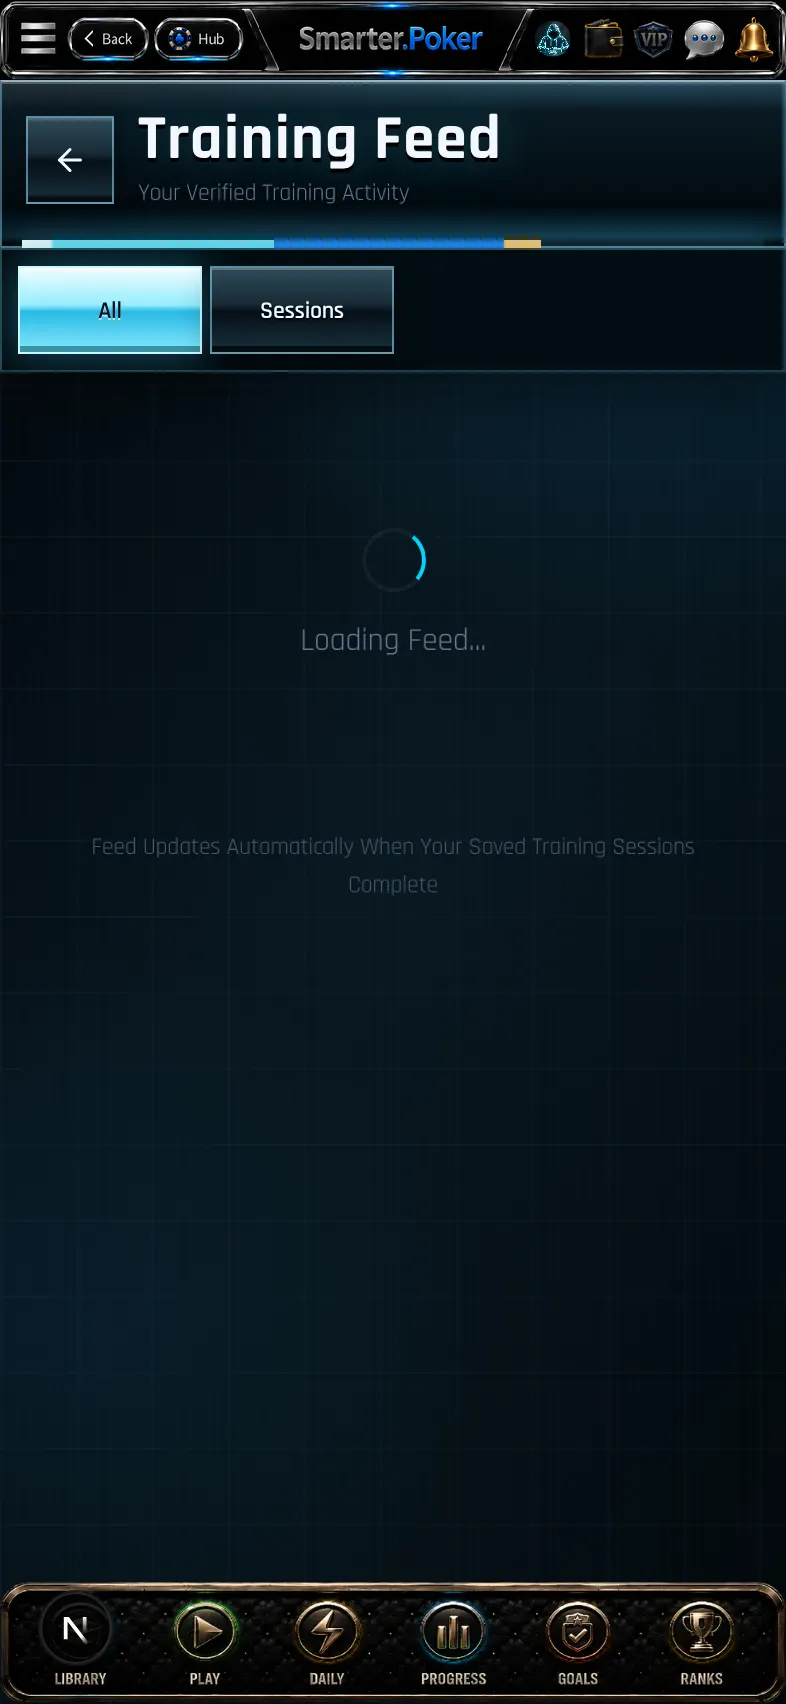 Back
Hub
Smarter.Poker
VIP
Training Feed
Your Verified Training Activity
All
Sessions
Loading Feed...
Feed Updates Automatically When Your Saved Training Sessions
Complete
N
LIBRARY
PLAY
DAILY
PROGRESS
GOALS
RANKS